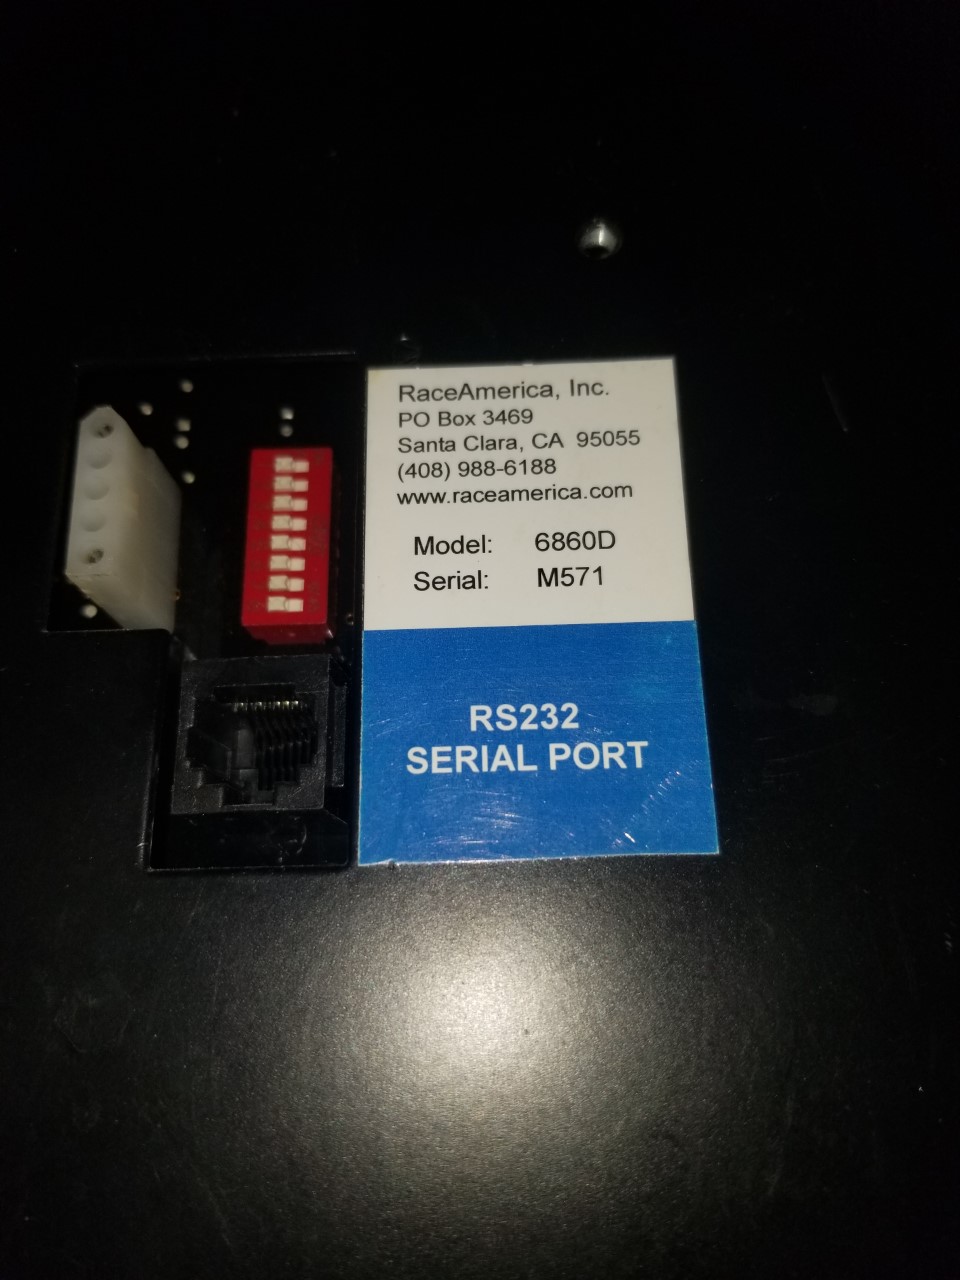 RaceAmerica, Inc.
PO Box 3469
Santa Clara, CA 95055
(408) 988-6188
www.raceamerica.com
Model: 6860D
Serial: M571
RS232
SERIAL PORT